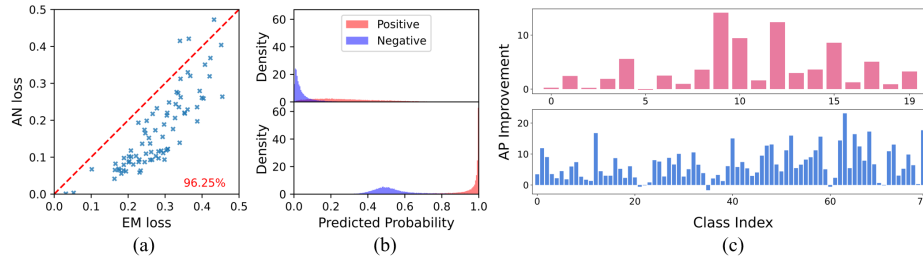 AN loss
0.5
0.4
0.3
0.2
0.1
0.0
0.0 0.1 0.2 0.3 0.4 0.5
EM loss
96.25%
(a)
Density
60
40
20
0
Positive
Negative
Density
60
40
20
0
0.0 0.2 0.4 0.6 0.8 1.0
Predicted Probability
(b)
AP Improvement
10
0
0 5 10 15 19
20
10
0
0 20 40 60
Class Index
(c)